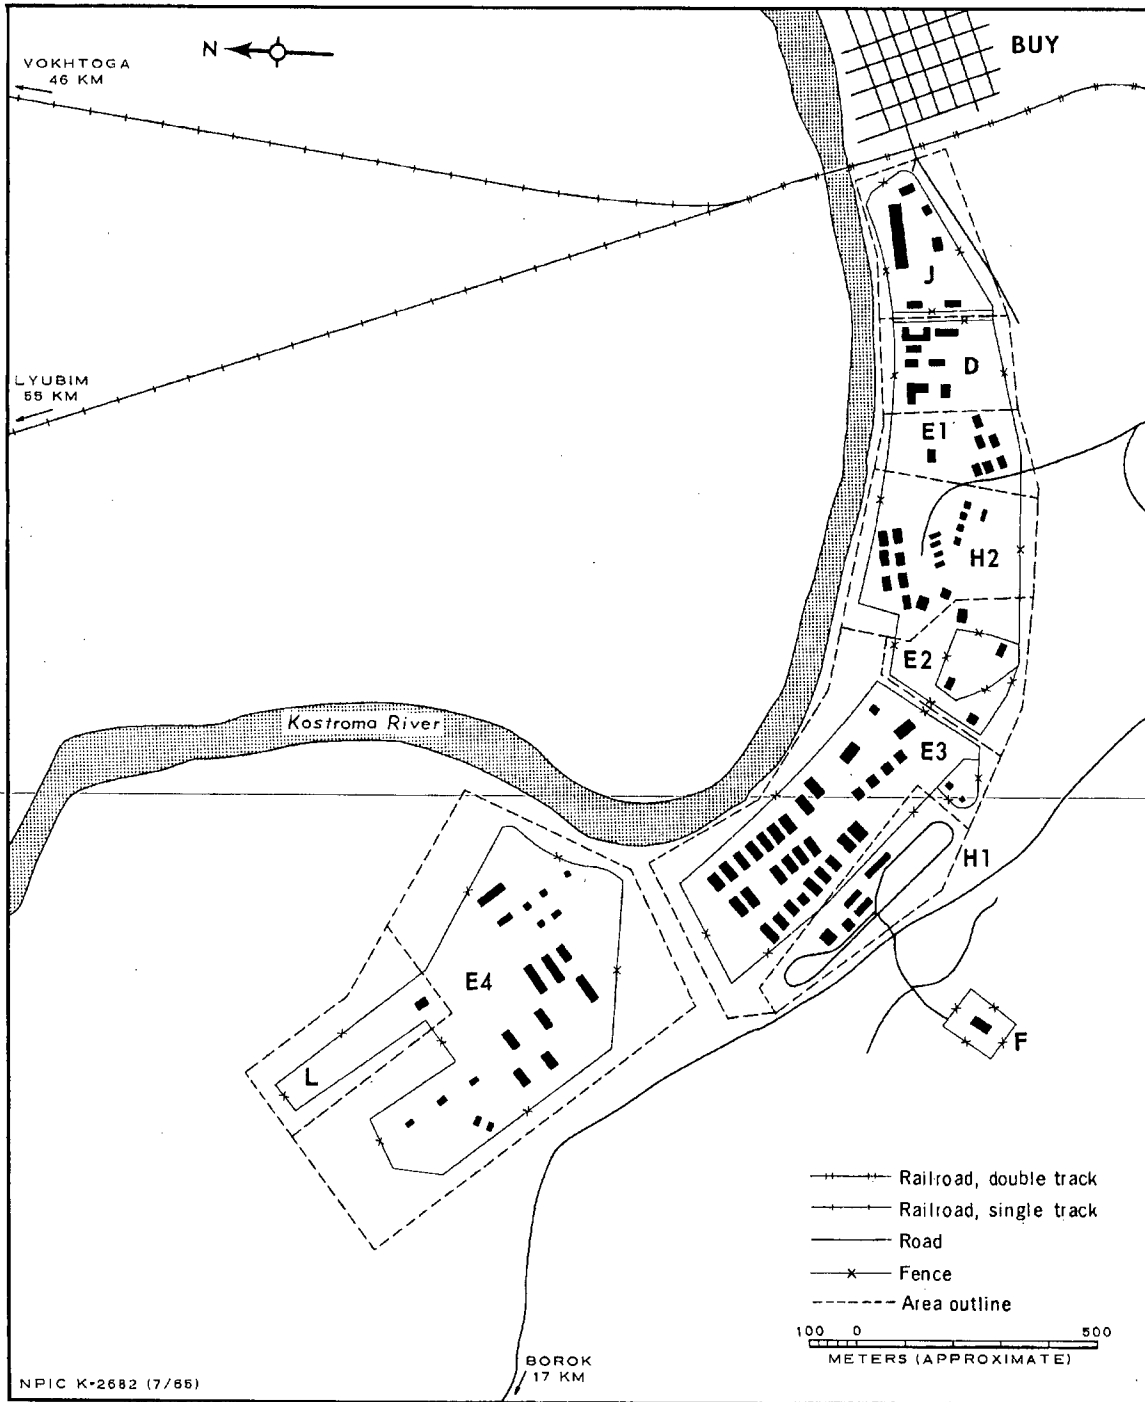 BUY
N
VOKHTOGA
46 KM
J
LYUBIM
55 KM
D
E1
H2
E2
Kostroma River
E3
H1
E4
F
L
Railroad, double track
Railroad, single track
Road
Fence
Area outline
100 0 500
METERS (APPROXIMATE)
BOROK
17 KM
NPIC K-2682 (7/65)